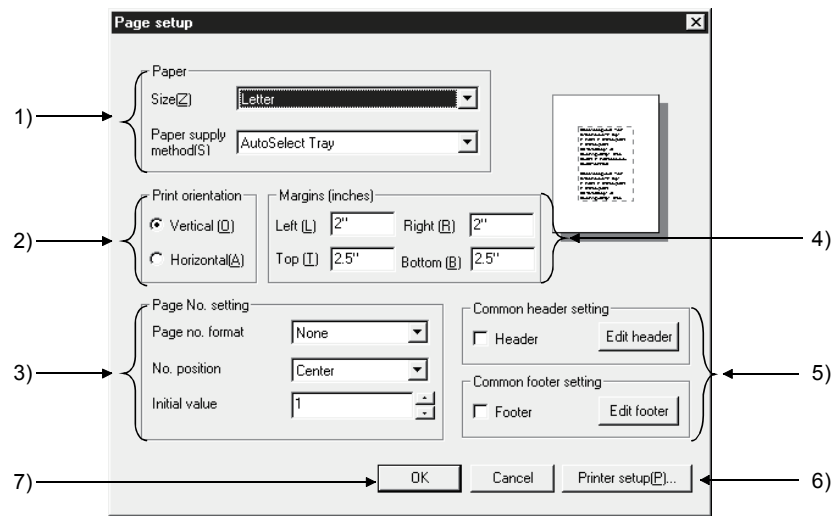 Page setup
Paper
Size(Z) Letter
Paper supply method(S) AutoSelect Tray
1)
Print orientation
Vertical (O)
Horizontal(A)
2)
Margins (inches)
Left (L) 2" Right (R) 2"
Top (T) 2.5" Bottom (B) 2.5"
4)
Page No. setting
Page no. format None
No. position Center
Initial value 1
3)
Common header setting
Header Edit header
Common footer setting
Footer Edit footer
5)
7)
OK Cancel Printer setup(P)...
6)